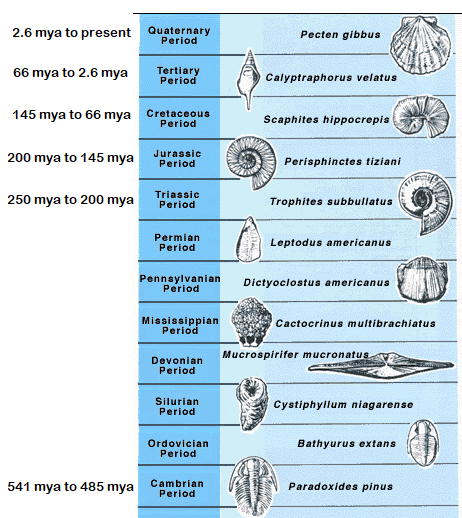 2.6 mya to present
Quaternary Period
Pecten gibbus
66 mya to 2.6 mya
Tertiary Period
Calyptraphorus velatus
145 mya to 66 mya
Cretaceous Period
Scaphites hippocrepis
200 mya to 145 mya
Jurassic Period
Perisphinctes tiziani
250 mya to 200 mya
Triassic Period
Trophites subbullatus
Permian Period
Leptodus americanus
Pennsylvanian Period
Dictyoclostus americanus
Mississippian Period
Cactocrinus multibrachiatus
Devonian Period
Mucrospirifer mucronatus
Silurian Period
Cystiphyllum niagarense
Ordovician Period
Bathyurus extans
541 mya to 485 mya
Cambrian Period
Paradoxides pinus